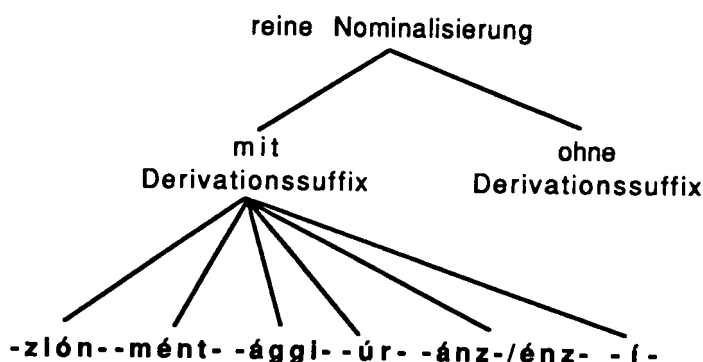 reine Nominalisierung
mit ohne
Derivationssuffix Derivationssuffix
-zión- -mént- -ággi- -úr- -ánz-/énz- -í-